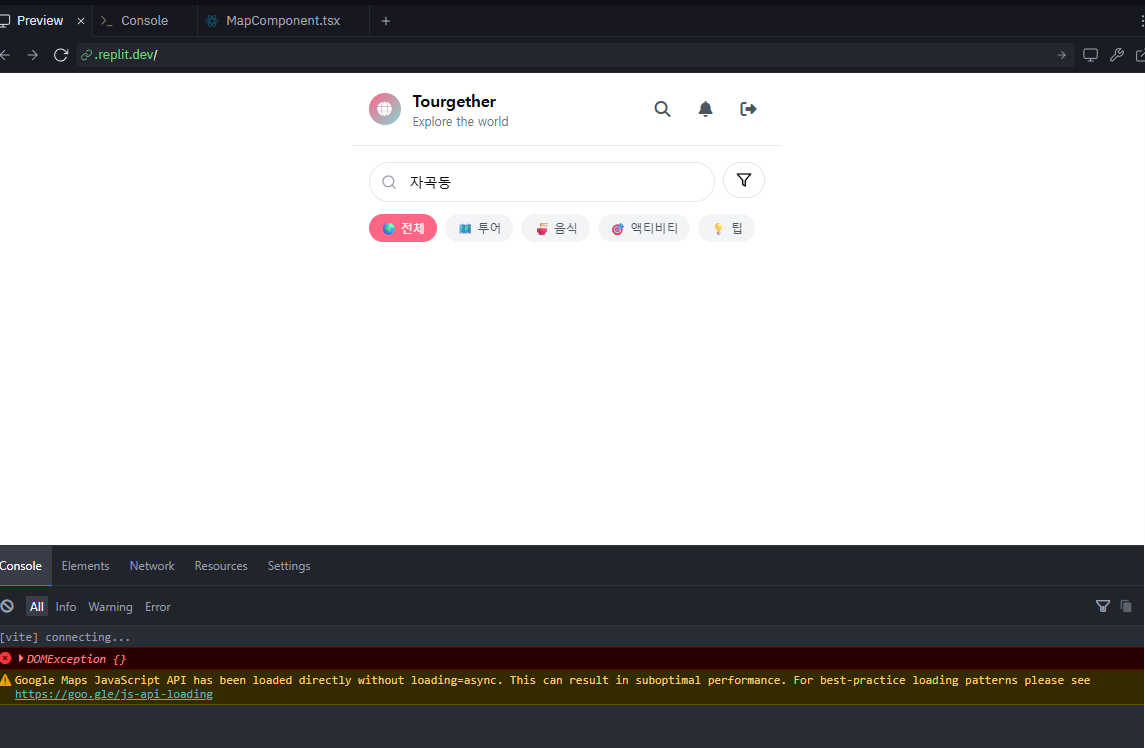 Preview
Console
MapComponent.tsx
.replit.dev/
Tourgether
Explore the world
자곡동
전체 투어 음식 액티비티 팁
Console Elements Network Resources Settings
All Info Warning Error
[vite] connecting...
DOMException {}
Google Maps JavaScript API has been loaded directly without loading=async. This can result in suboptimal performance. For best-practice loading patterns please see
https://goo.gle/js-api-loading